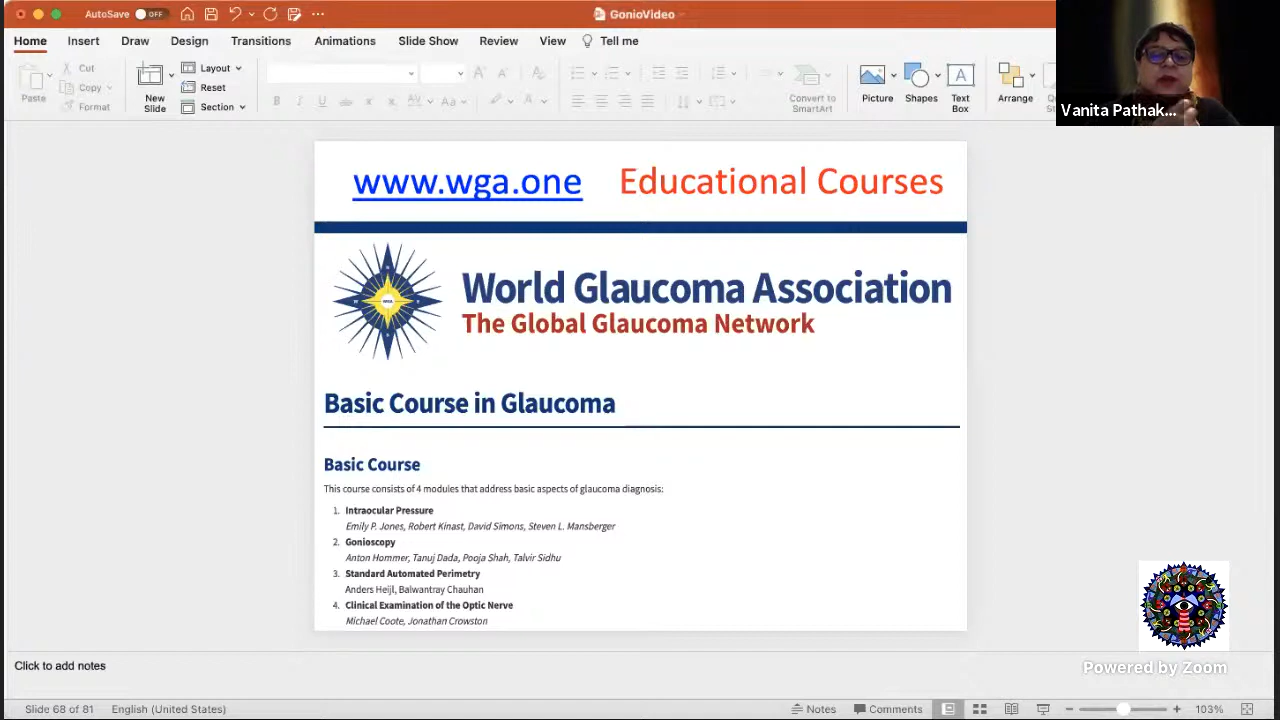 AutoSave OFF
GonioVideo
Home Insert Draw Design Transitions Animations Slide Show Review View Tell me
Paste
Cut
Copy
Format
New Slide
Layout
Reset
Section
Convert to SmartArt
Picture
Shapes
Text Box
Arrange
Vanita Pathak...
www.wga.one Educational Courses
World Glaucoma Association
The Global Glaucoma Network
Basic Course in Glaucoma
Basic Course
This course consists of 4 modules that address basic aspects of glaucoma diagnosis:
1. Intraocular Pressure
Emily P. Jones, Robert Kinast, David Simons, Steven L. Mansberger
2. Gonioscopy
Anton Hommer, Tanuj Dada, Pooja Shah, Talvir Sidhu
3. Standard Automated Perimetry
Anders Heijl, Balwantray Chauhan
4. Clinical Examination of the Optic Nerve
Michael Coote, Jonathan Crowston
Click to add notes
Powered by Zoom
Slide 68 of 81 English (United States) Notes Comments 103%